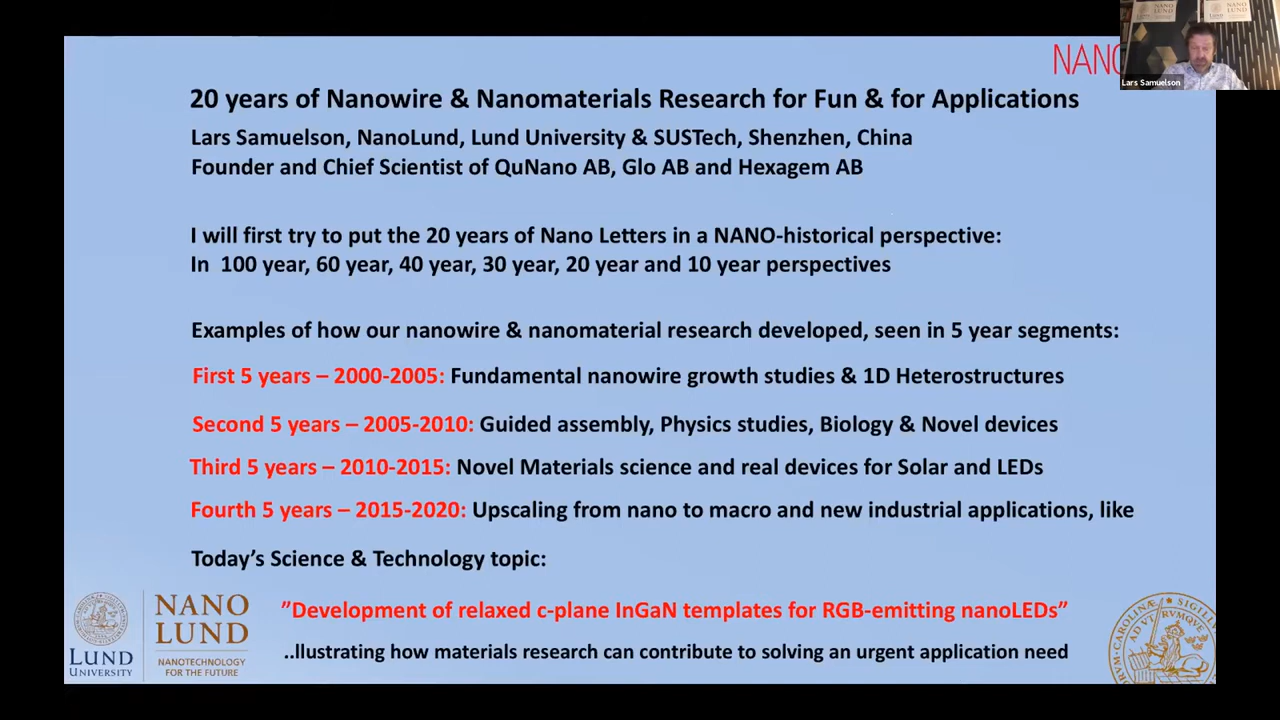 NANO
20 years of Nanowire & Nanomaterials Research for Fun & for Applications
Lars Samuelson
Lars Samuelson, NanoLund, Lund University & SUSTech, Shenzhen, China
Founder and Chief Scientist of QuNano AB, Glo AB and Hexagem AB
I will first try to put the 20 years of Nano Letters in a NANO-historical perspective:
In 100 year, 60 year, 40 year, 30 year, 20 year and 10 year perspectives
Examples of how our nanowire & nanomaterial research developed, seen in 5 year segments:
First 5 years – 2000-2005: Fundamental nanowire growth studies & 1D Heterostructures
Second 5 years – 2005-2010: Guided assembly, Physics studies, Biology & Novel devices
Third 5 years – 2010-2015: Novel Materials science and real devices for Solar and LEDs
Fourth 5 years – 2015-2020: Upscaling from nano to macro and new industrial applications, like
Today’s Science & Technology topic:
”Development of relaxed c-plane InGaN templates for RGB-emitting nanoLEDs”
..llustrating how materials research can contribute to solving an urgent application need
LUND
UNIVERSITY
NANO
LUND
NANOTECHNOLOGY
FOR THE FUTURE